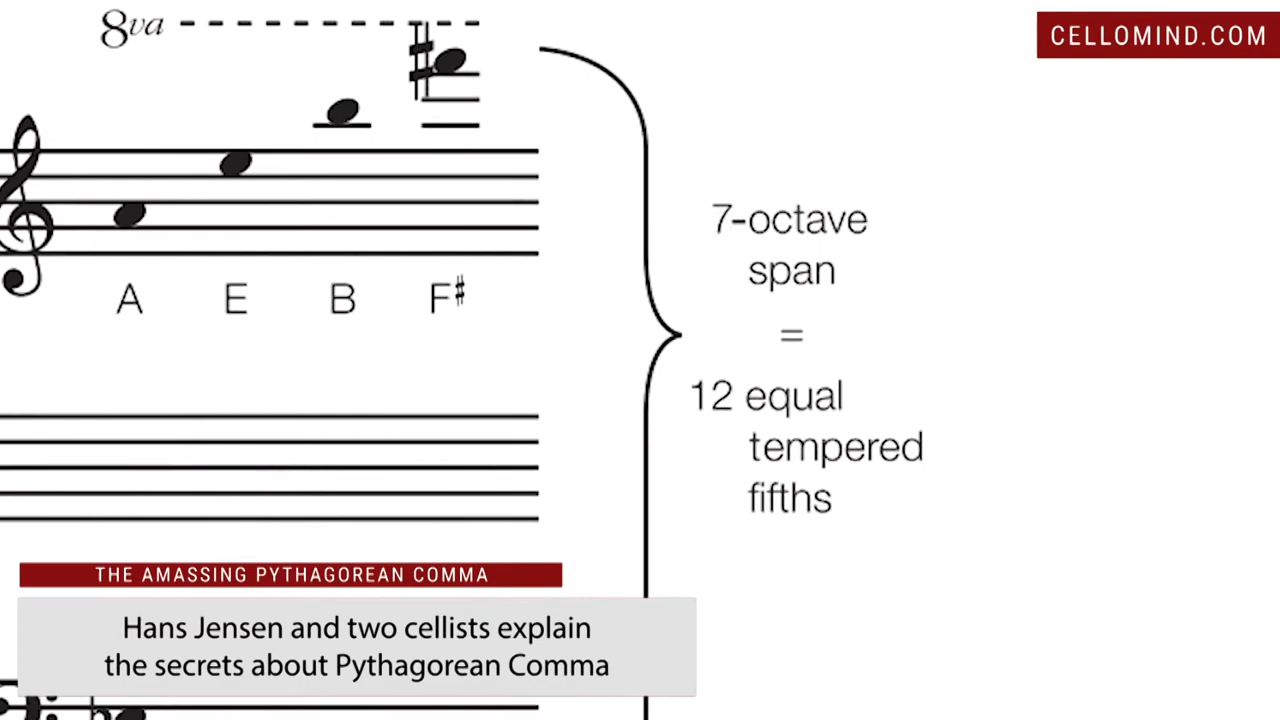 8va
CELLOMIND.COM
A E B F♯
7-octave
span
=
12 equal
tempered
fifths
THE AMASSING PYTHAGOREAN COMMA
Hans Jensen and two cellists explain
the secrets about Pythagorean Comma